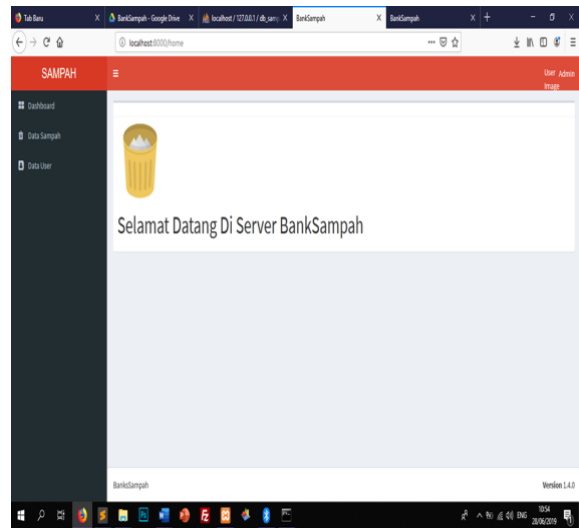 Tab Baru
BankSampah - Google Drive
localhost / 127.0.0.1 / db_samp
BankSampah
BankSampah
localhost:8000/home
SAMPAH
User Image
Admin
Dashboard
Data Sampah
Data User
Selamat Datang Di Server BankSampah
BanksSampah
Version 1.4.0
ENG
10:54
28/06/2019